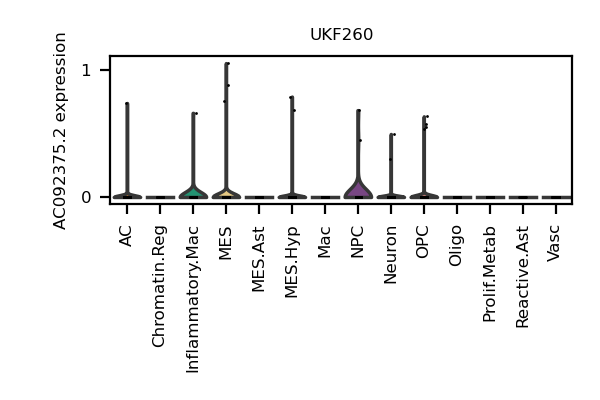 UKF260
AC092375.2 expression
1
0
AC
Chromatin.Reg
Inflammatory.Mac
MES
MES.Ast
MES.Hyp
Mac
NPC
Neuron
OPC
Oligo
Prolif.Metab
Reactive.Ast
Vasc